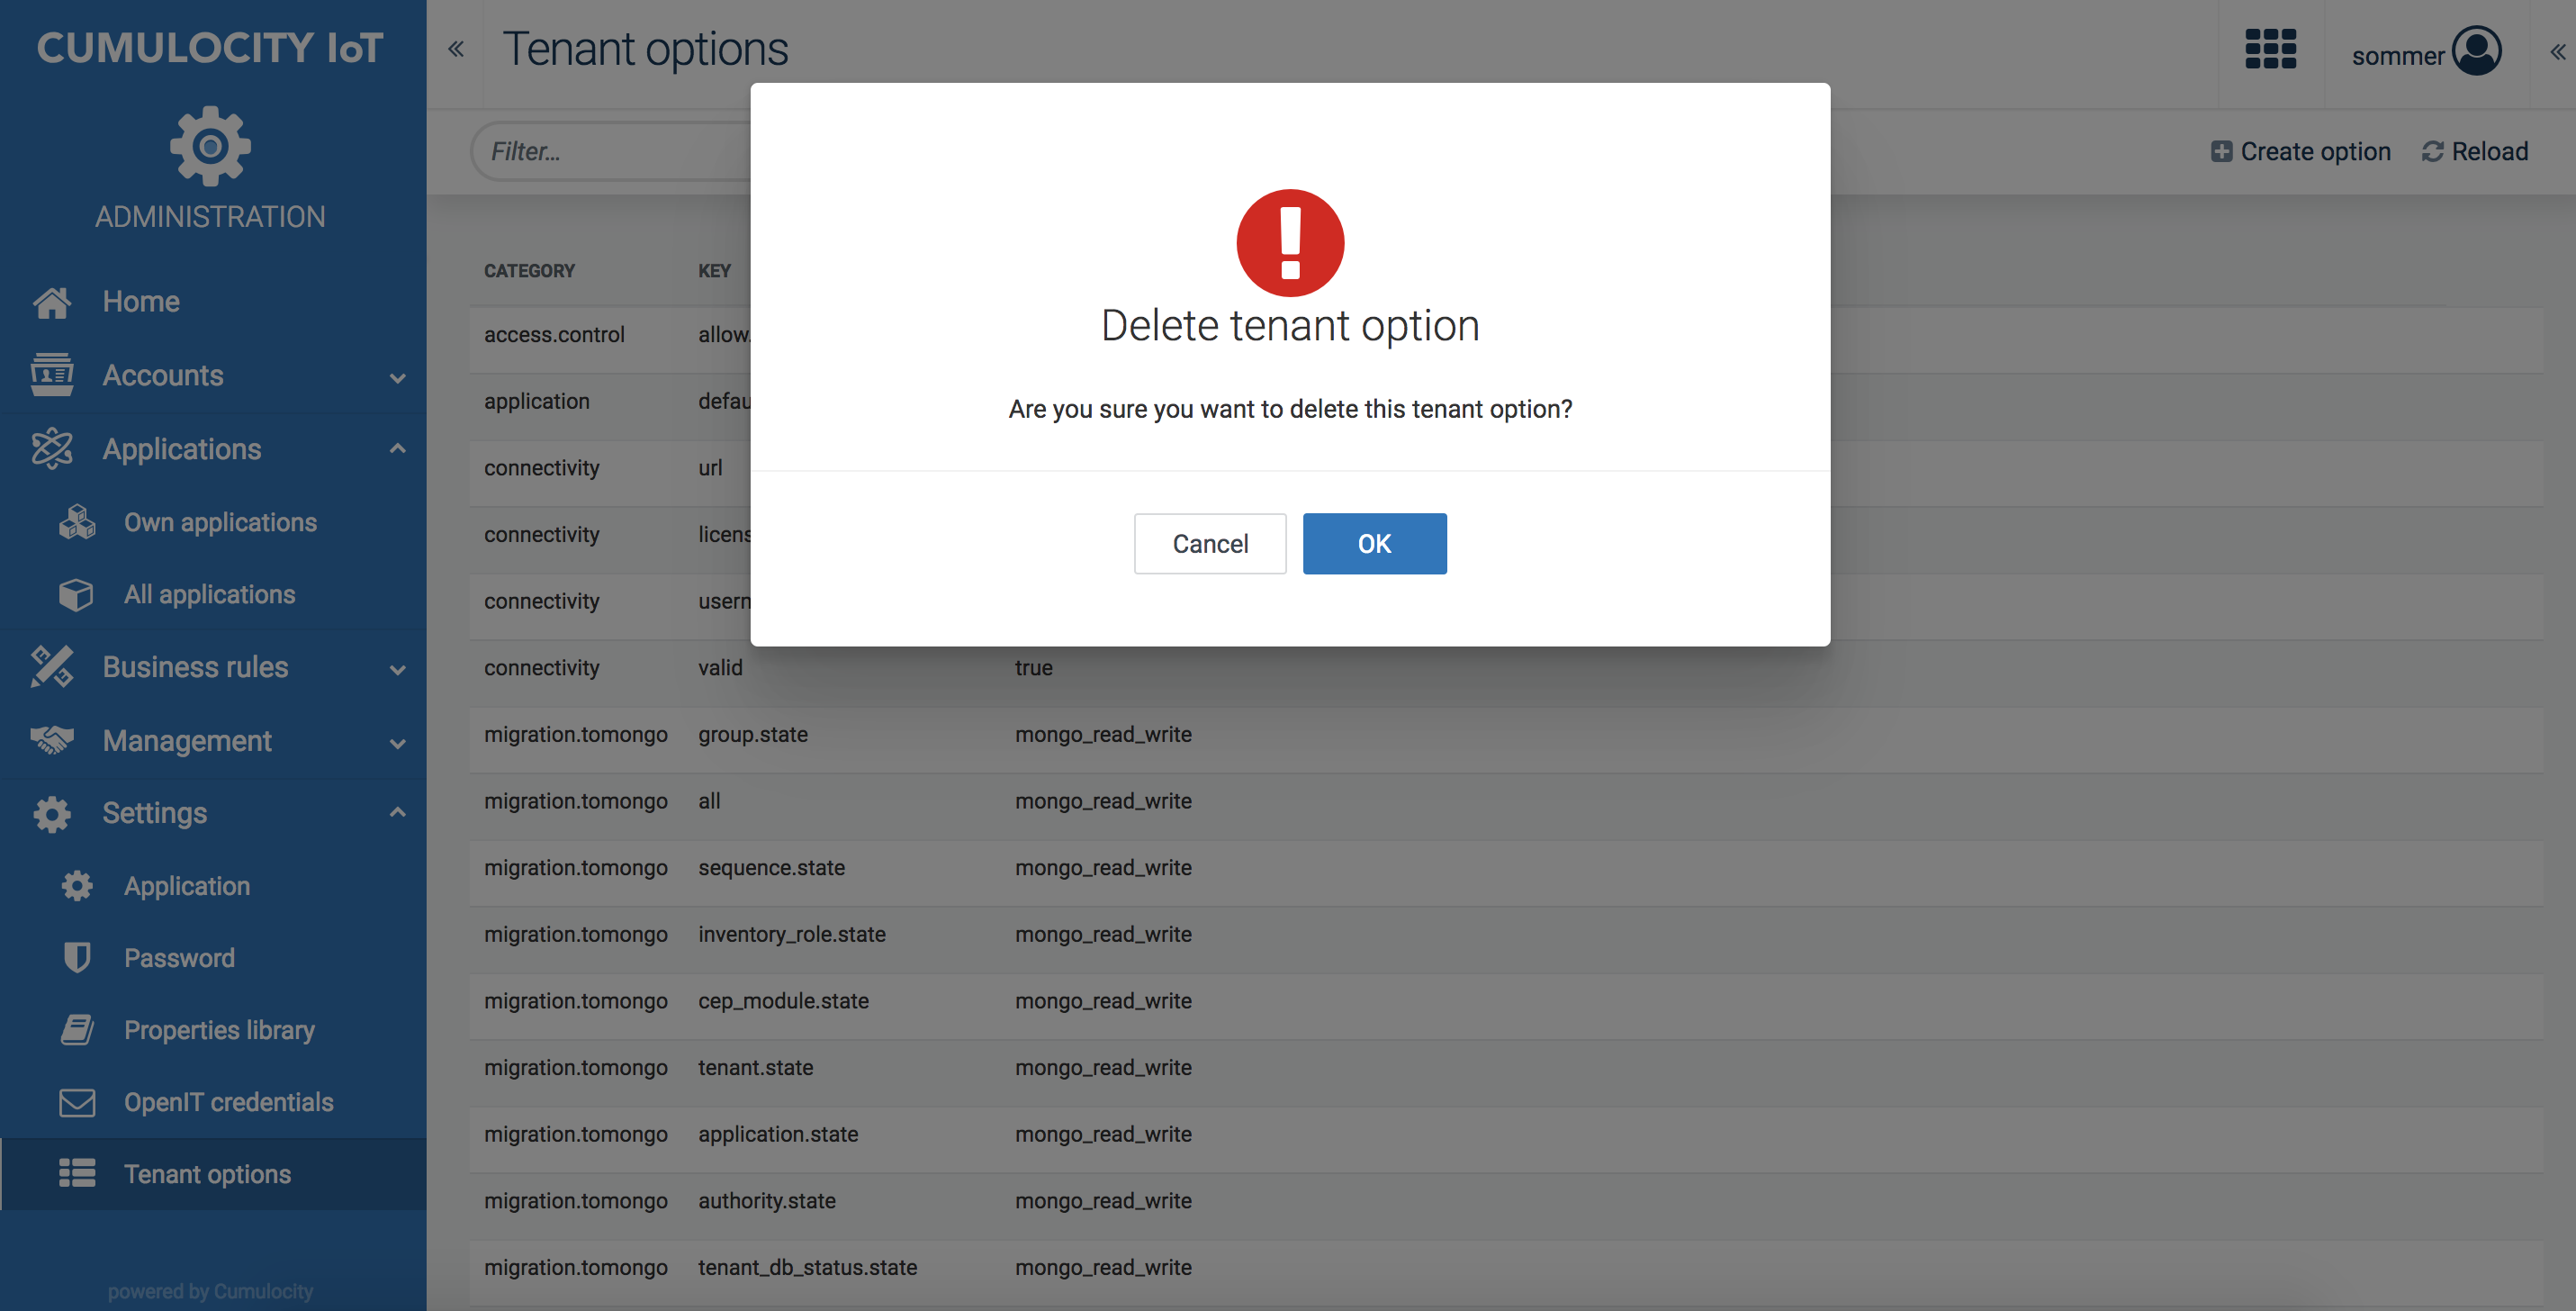 CUMULOCITY IoT
ADMINISTRATION
Home
Accounts
Applications
Own applications
All applications
Business rules
Management
Settings
Application
Password
Properties library
OpenIT credentials
Tenant options
powered by Cumulocity
Tenant options
sommer
Filter...
Create option
Reload
CATEGORY KEY
access.control allow.
application defau
connectivity url
connectivity licens
connectivity usern
connectivity valid true
migration.tomongo group.state mongo_read_write
migration.tomongo all mongo_read_write
migration.tomongo sequence.state mongo_read_write
migration.tomongo inventory_role.state mongo_read_write
migration.tomongo cep_module.state mongo_read_write
migration.tomongo tenant.state mongo_read_write
migration.tomongo application.state mongo_read_write
migration.tomongo authority.state mongo_read_write
migration.tomongo tenant_db_status.state mongo_read_write
Delete tenant option
Are you sure you want to delete this tenant option?
Cancel
OK